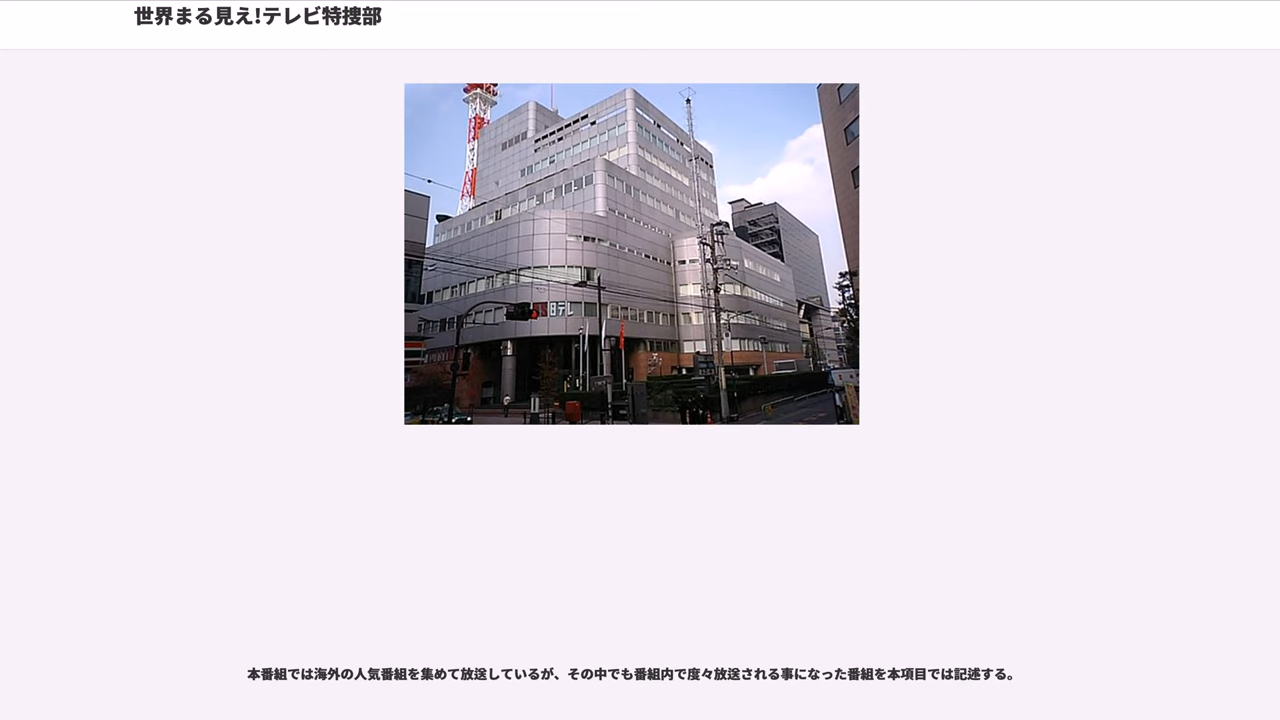 世界まる見え!テレビ特捜部
日テレ
本番組では海外の人気番組を集めて放送しているが、その中でも番組内で度々放送される事になった番組を本項目では記述する。